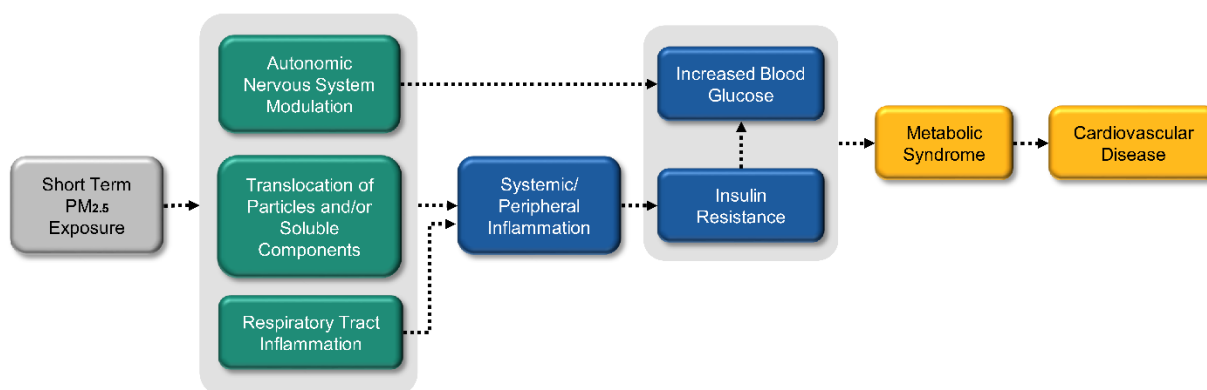 Short Term
PM2.5
Exposure
Autonomic
Nervous System
Modulation
Translocation of
Particles and/or
Soluble
Components
Respiratory Tract
Inflammation
Systemic/
Peripheral
Inflammation
Increased Blood
Glucose
Insulin
Resistance
Metabolic
Syndrome
Cardiovascular
Disease